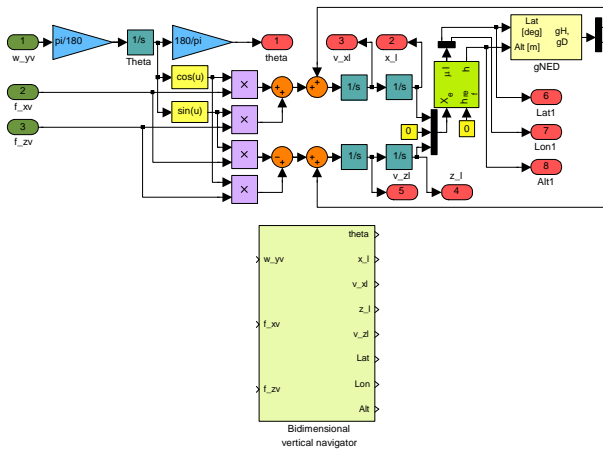 1
w_yv
pi/180
1/s
Theta
180/pi
1
theta
3
v_xl
2
x_l
Lat
[deg]
Alt [m]
gH,
gD
gNED
μ l
h
X e
h re f
cos(u)
sin(u)
2
f_xv
3
f_zv
×
×
×
×
+
+
+
+
1/s
1/s
0
0
6
Lat1
7
Lon1
8
Alt1
−
+
+
+
1/s
1/s
v_zl
5
z_l
4
theta
x_l
v_xl
z_l
v_zl
Lat
Lon
Alt
w_yv
f_xv
f_zv
Bidimensional
vertical navigator